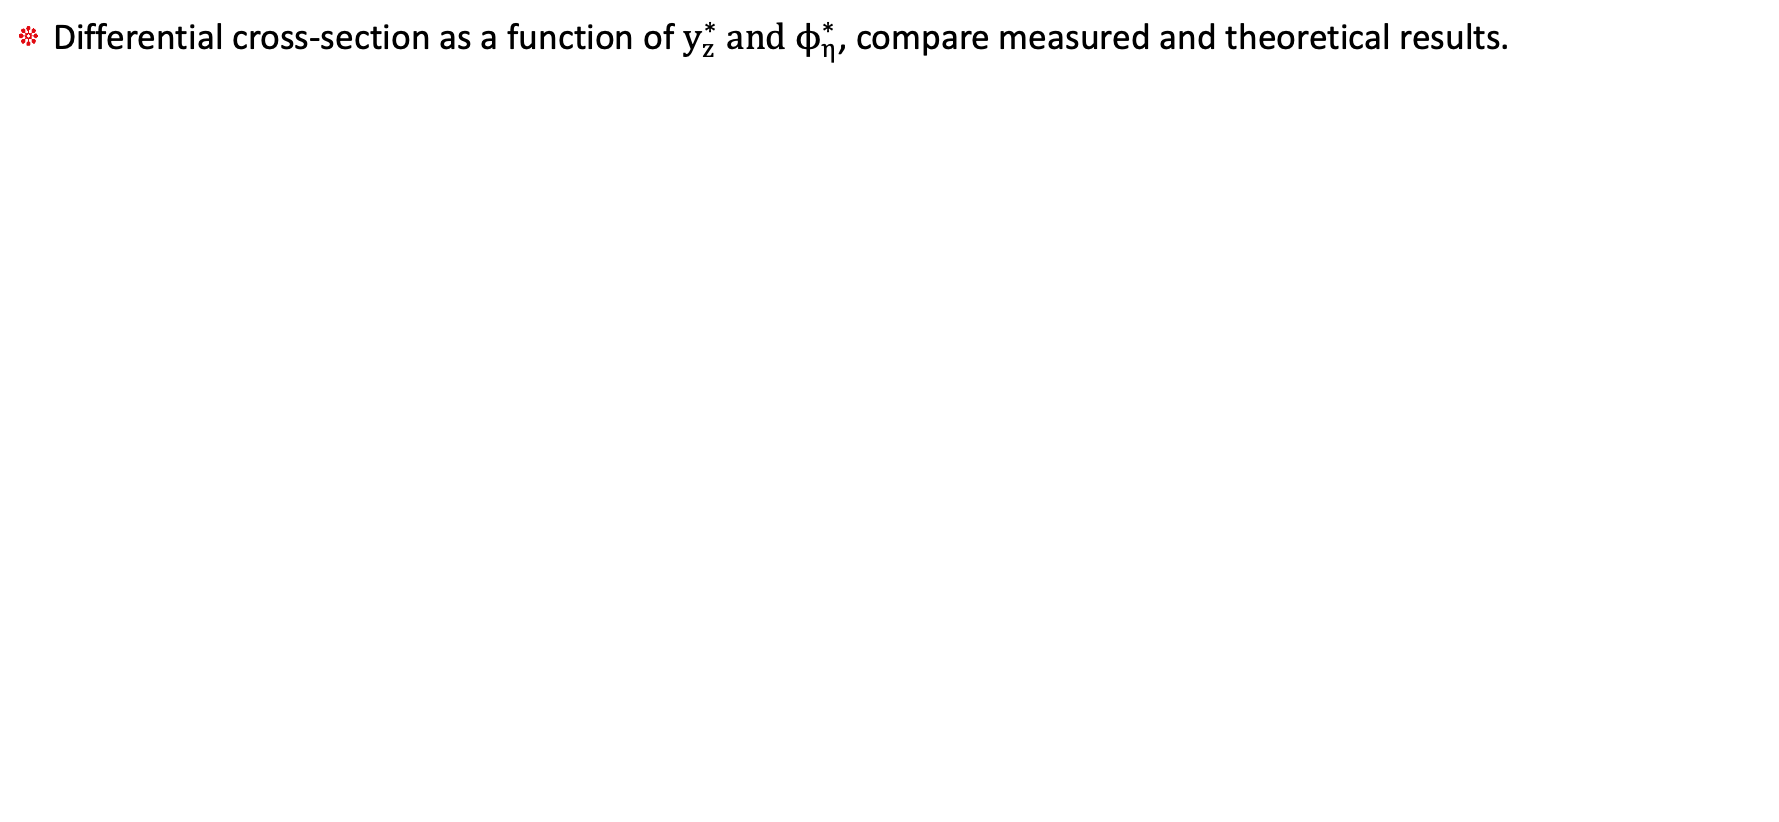 ❊ Differential cross-section as a function of y*_z and ϕ*_η, compare measured and theoretical results.